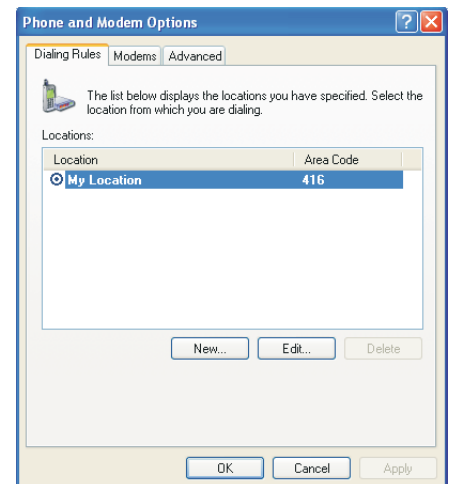 Phone and Modem Options
Dialing Rules Modems Advanced
The list below displays the locations you have specified. Select the
location from which you are dialing.
Locations:
Location Area Code
My Location 416
New... Edit... Delete
OK Cancel Apply